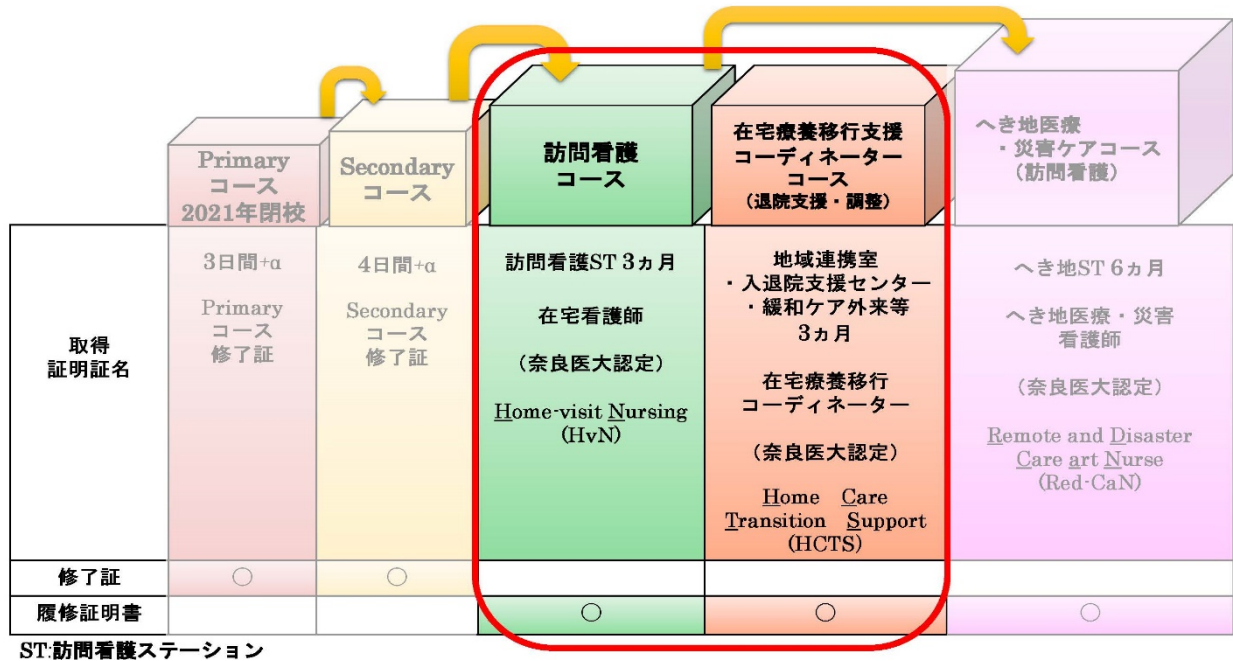 Primary
コース
2021年閉校
Secondary
コース
訪問看護
コース
在宅療養移行支援
コーディネーター
コース
(退院支援・調整)
へき地医療
・災害ケアコース
(訪問看護)
取得
証明証名
3日間+α
Primary
コース
修了証
4日間+α
Secondary
コース
修了証
訪問看護ST 3ヵ月
在宅看護師
(奈良医大認定)
Home-visit Nursing
(HvN)
地域連携室
・入退院支援センター
・緩和ケア外来等
3ヵ月
在宅療養移行
コーディネーター
(奈良医大認定)
Home Care
Transition Support
(HCTS)
へき地ST 6ヵ月
へき地医療・災害
看護師
(奈良医大認定)
Remote and Disaster
Care art Nurse
(Red-CaN)
修了証 ○ ○
履修証明書 ○ ○ ○
ST:訪問看護ステーション